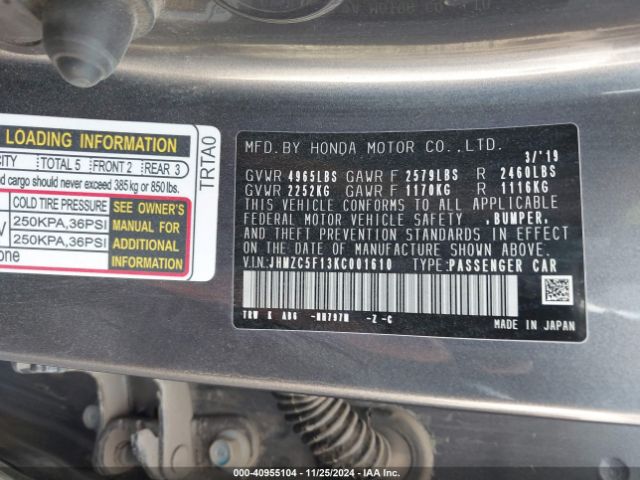 LOADING INFORMATION
CITY TOTAL 5 FRONT 2 REAR 3
d cargo should never exceed 385 kg or 850 lbs.
COLD TIRE PRESSURE
250KPA,36PSI
250KPA,36PSI
SEE OWNER'S
MANUAL FOR
ADDITIONAL
INFORMATION
one
TRTA0
MFD.BY HONDA MOTOR CO.,LTD.
3/'19
GVWR 4965LBS GAWR F 2579LBS R 2460LBS
GVWR 2252KG GAWR F 1170KG R 1116KG
THIS VEHICLE CONFORMS TO ALL APPLICABLE
FEDERAL MOTOR VEHICLE SAFETY ,BUMPER,
AND THEFT PREVENTION STANDARDS IN EFFECT
ON THE DATE OF MANUFACTURE SHOWN ABOVE.
V.I.N:JHMZC5F13KC001610 TYPE:PASSENGER CAR
MADE IN JAPAN
-NH797M -Z -C
000-40955104 - 11/25/2024 - IAA Inc.